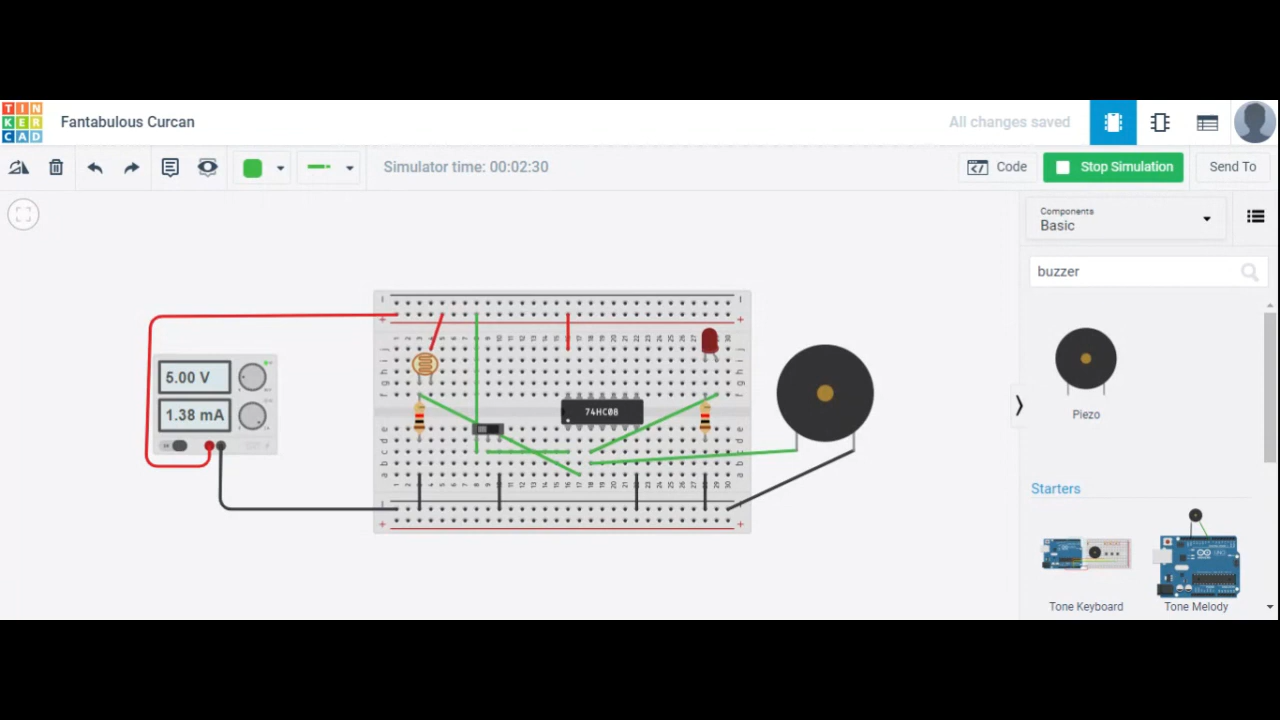 TIN
KER
CAD
Fantabulous Curcan
All changes saved
Simulator time: 00:02:30
Code
Stop Simulation
Send To
Components
Basic
buzzer
5.00 V
1.38 mA
74HC08
Piezo
Starters
Tone Keyboard
Tone Melody